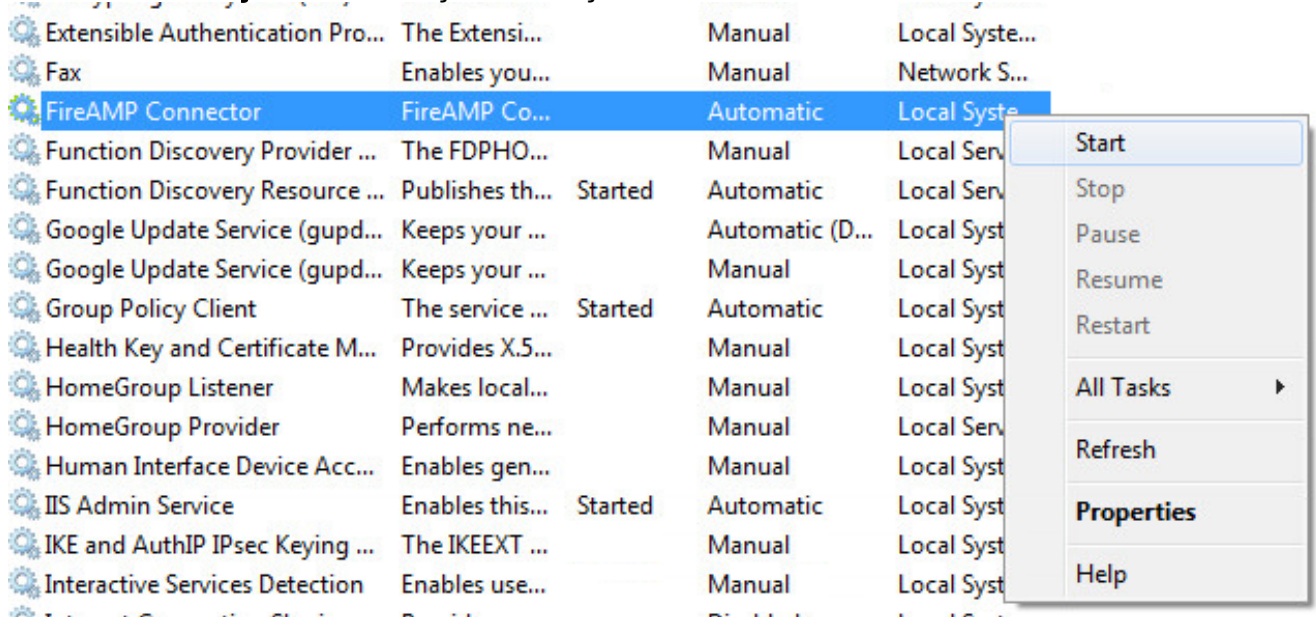 Extensible Authentication Pro... The Extensi... Manual Local Syste...
Fax Enables you... Manual Network S...
FireAMP Connector FireAMP Co... Automatic Local Syste
Function Discovery Provider ... The FDPHO... Manual Local Serv
Function Discovery Resource ... Publishes th... Started Automatic Local Serv
Google Update Service (gupd... Keeps your ... Automatic (D... Local Syst
Google Update Service (gupd... Keeps your ... Manual Local Syst
Group Policy Client The service ... Started Automatic Local Syst
Health Key and Certificate M... Provides X.5... Manual Local Syst
HomeGroup Listener Makes local... Manual Local Syst
HomeGroup Provider Performs ne... Manual Local Serv
Human Interface Device Acc... Enables gen... Manual Local Syst
IIS Admin Service Enables this... Started Automatic Local Syst
IKE and AuthIP IPsec Keying ... The IKEEXT ... Manual Local Syst
Interactive Services Detection Enables use... Manual Local Syst
Start
Stop
Pause
Resume
Restart
All Tasks
Refresh
Properties
Help